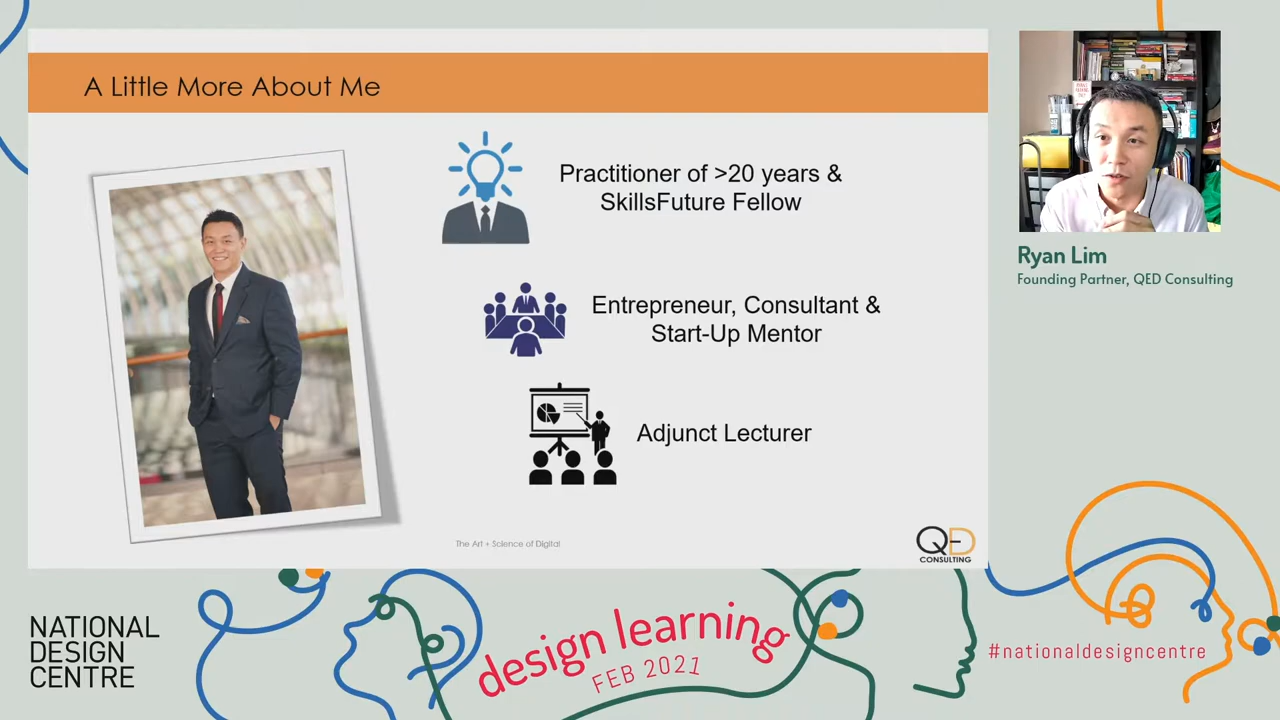 A Little More About Me
Practitioner of >20 years &
SkillsFuture Fellow
Entrepreneur, Consultant &
Start-Up Mentor
Adjunct Lecturer
The Art + Science of Digital
QED
CONSULTING
Ryan Lim
Founding Partner, QED Consulting
NATIONAL
DESIGN
CENTRE
design learning
FEB 2021
#nationaldesigncentre